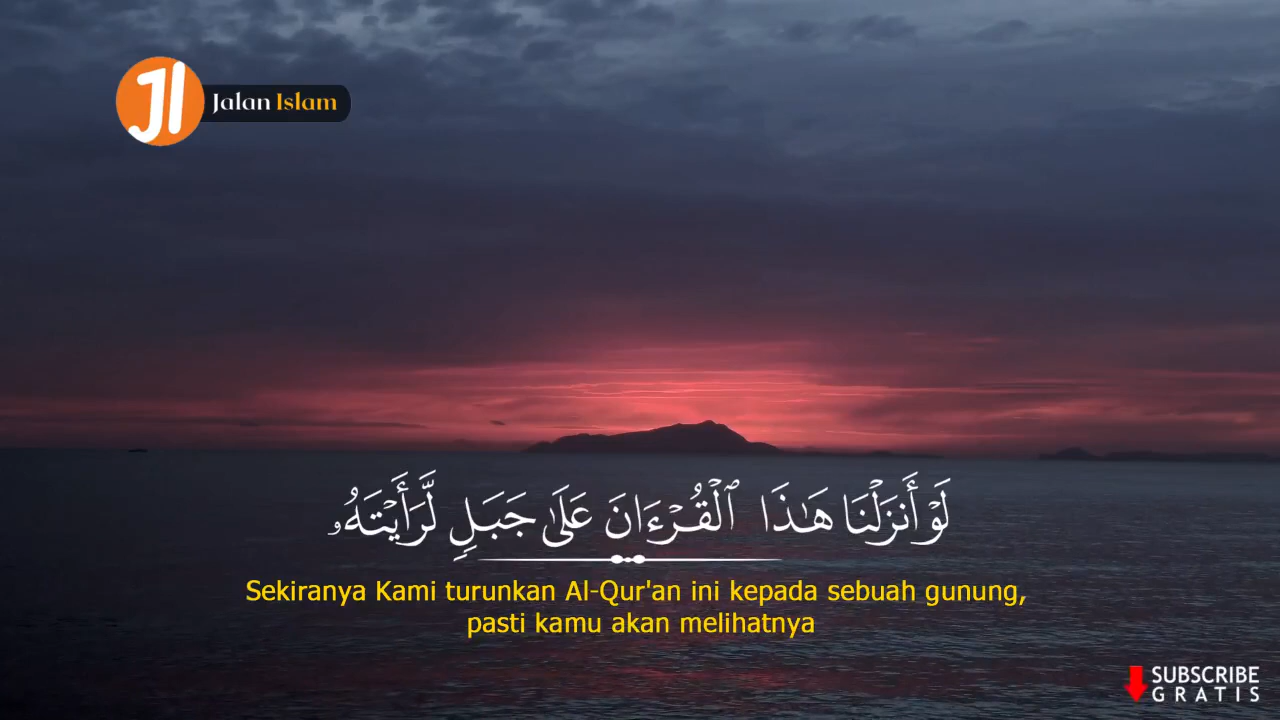 JI
Jalan Islam
لَوْ أَنزَلْنَا هَٰذَا ٱلْقُرْءَانَ عَلَىٰ جَبَلٍ لَّرَأَيْتَهُۥ
Sekiranya Kami turunkan Al-Qur'an ini kepada sebuah gunung,
pasti kamu akan melihatnya
SUBSCRIBE
GRATIS